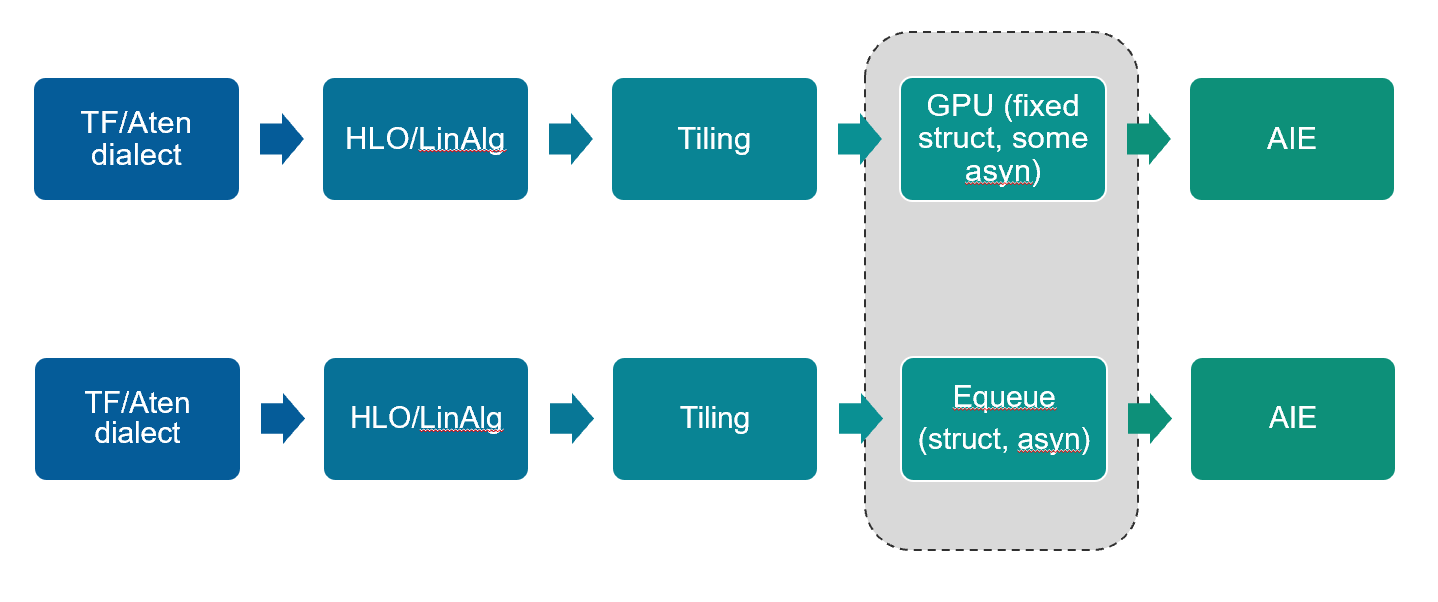 TF/Aten
dialect
HLO/LinAlg
Tiling
GPU (fixed
struct, some
asyn)
AIE
TF/Aten
dialect
HLO/LinAlg
Tiling
Equeue
(struct, asyn)
AIE